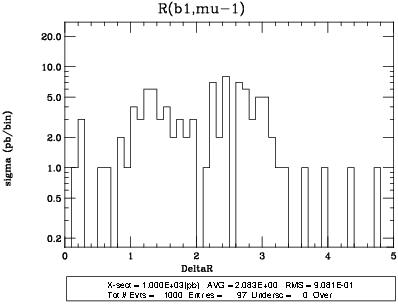 R(b1,mu-1)
20.0
10.0
5.0
2.0
1.0
0.5
0.2
sigma (pb/bin)
0 1 2 3 4 5
DeltaR
X-sect = 1.000E+03(pb) AVG = 2.083E+00 RMS = 9.081E-01
Tot # Evts = 1000 Entries = 97 Undersc = 0 Over